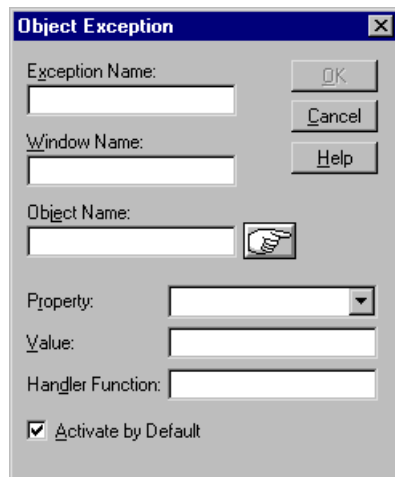 Object Exception
Exception Name:
OK
Cancel
Window Name:
Help
Object Name:
Property:
Value:
Handler Function:
Activate by Default